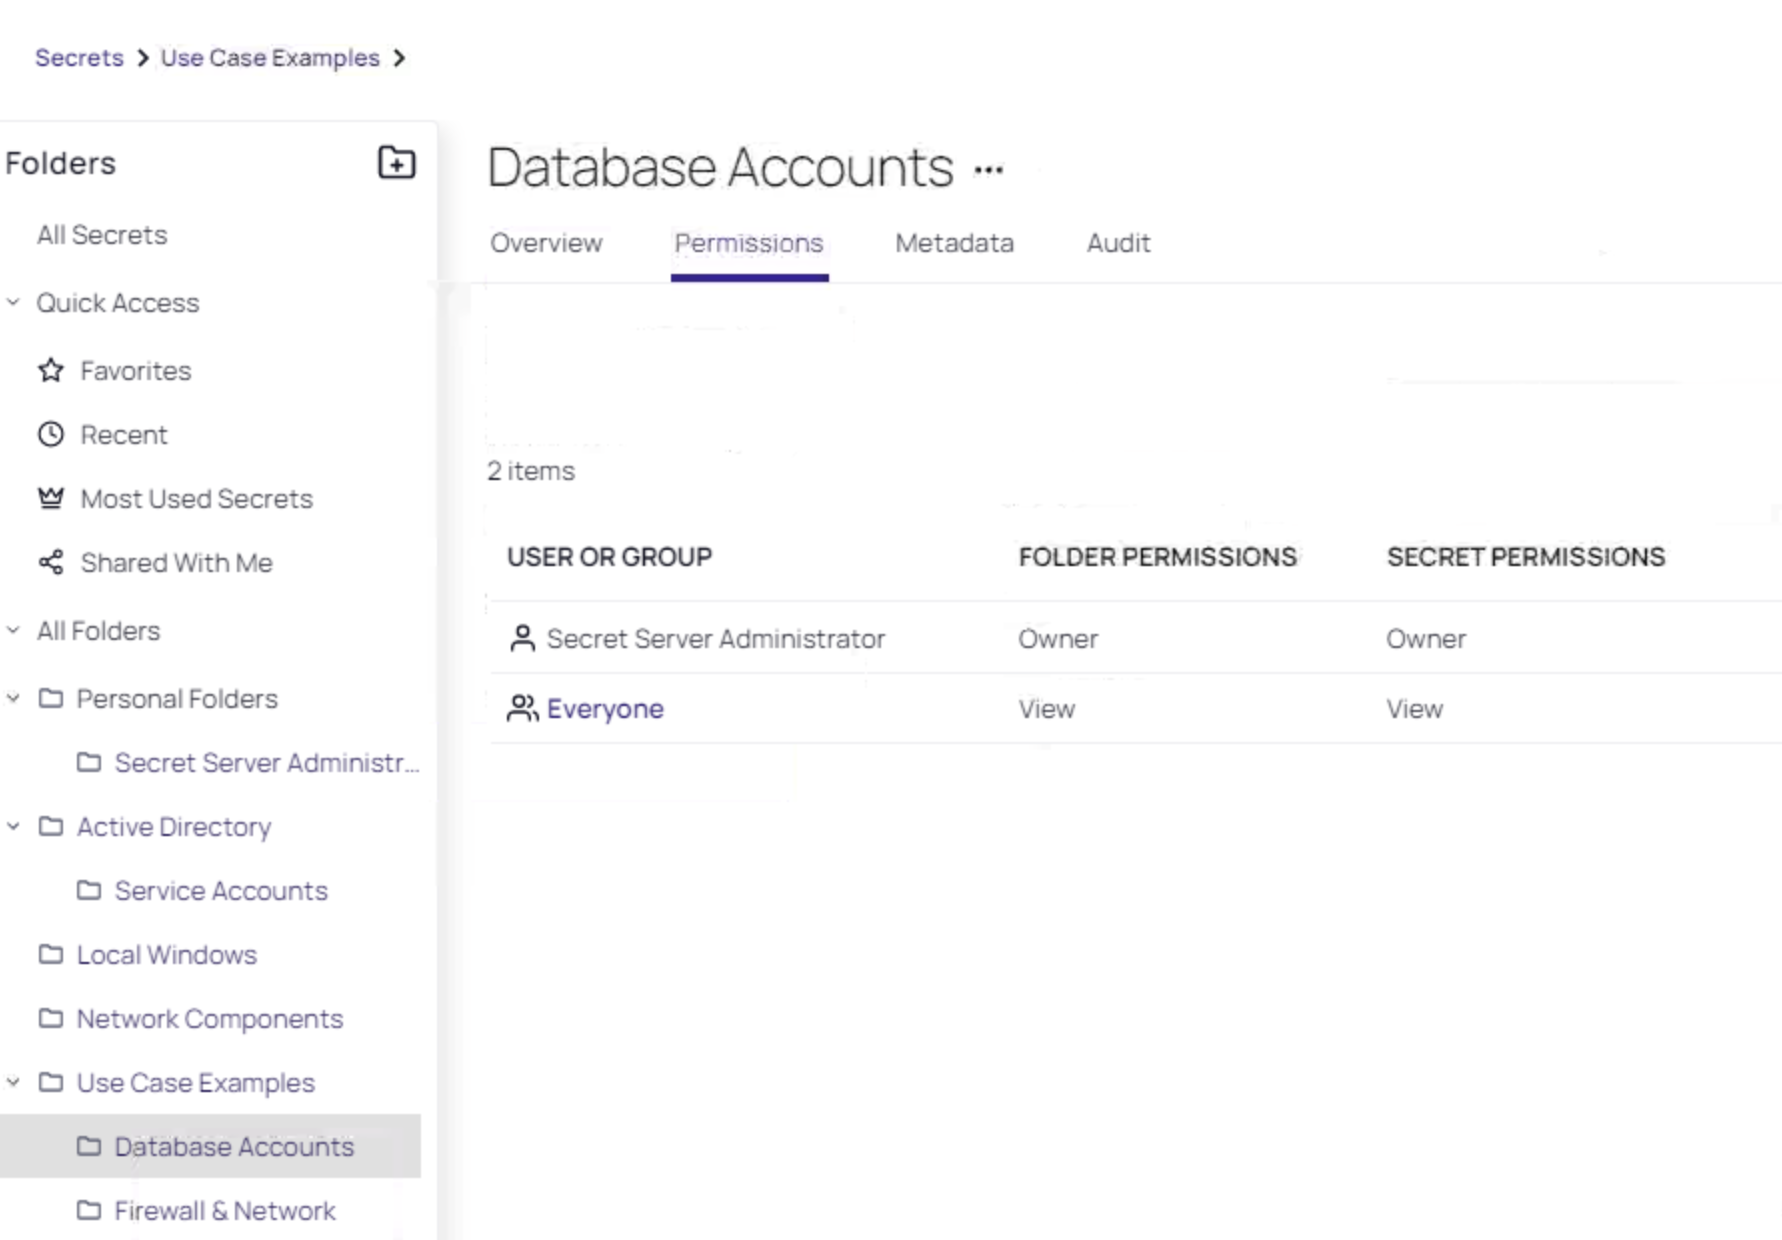 Secrets > Use Case Examples >
Folders
All Secrets
Quick Access
Favorites
Recent
Most Used Secrets
Shared With Me
All Folders
Personal Folders
Secret Server Administr...
Active Directory
Service Accounts
Local Windows
Network Components
Use Case Examples
Database Accounts
Firewall & Network
Database Accounts ...
Overview Permissions Metadata Audit
2 items
USER OR GROUP FOLDER PERMISSIONS SECRET PERMISSIONS
Secret Server Administrator Owner Owner
Everyone View View